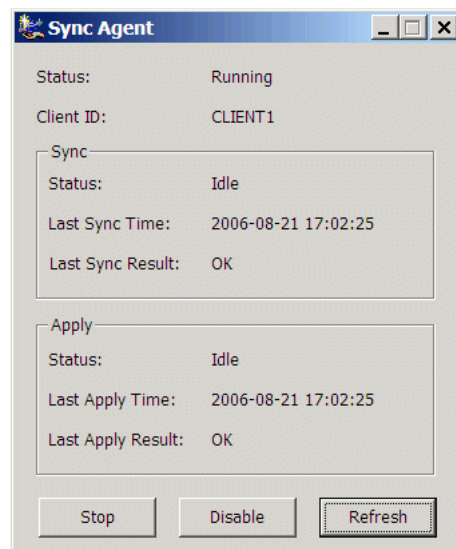 Sync Agent
Status: Running
Client ID: CLIENT1
Sync
Status: Idle
Last Sync Time: 2006-08-21 17:02:25
Last Sync Result: OK
Apply
Status: Idle
Last Apply Time: 2006-08-21 17:02:25
Last Apply Result: OK
Stop Disable Refresh